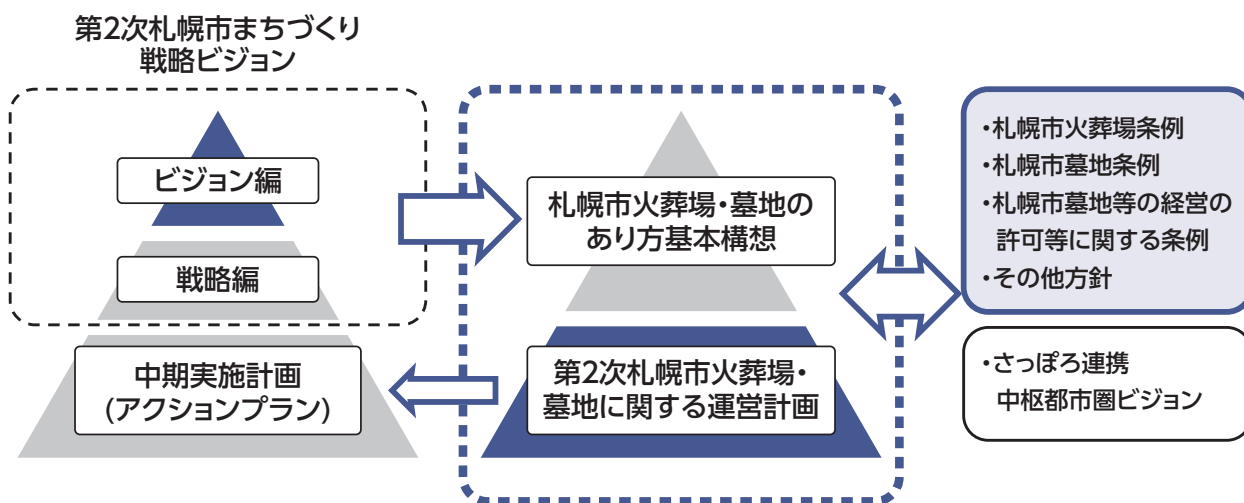 第2次札幌市まちづくり
戦略ビジョン
ビジョン編
戦略編
中期実施計画
(アクションプラン)
札幌市火葬場・墓地の
あり方基本構想
第2次札幌市火葬場・
墓地に関する運営計画
・札幌市火葬場条例
・札幌市墓地条例
・札幌市墓地等の経営の
許可等に関する条例
・その他方針
・さっぽろ連携
中枢都市圏ビジョン